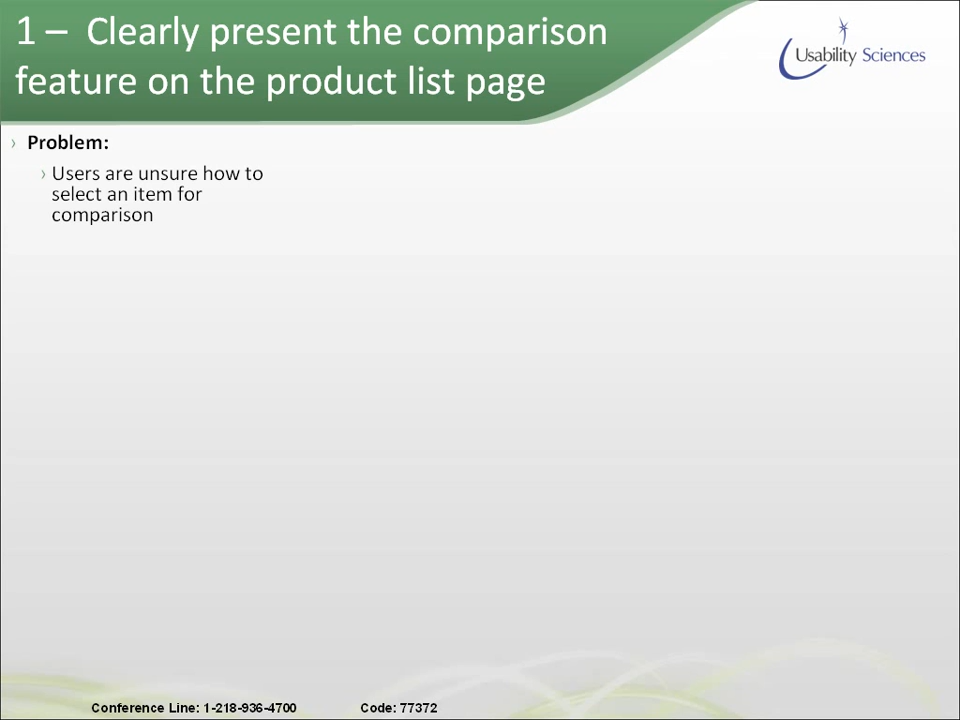 1 – Clearly present the comparison
feature on the product list page
Usability Sciences
› Problem:
› Users are unsure how to
select an item for
comparison
Conference Line: 1-218-936-4700 Code: 77372